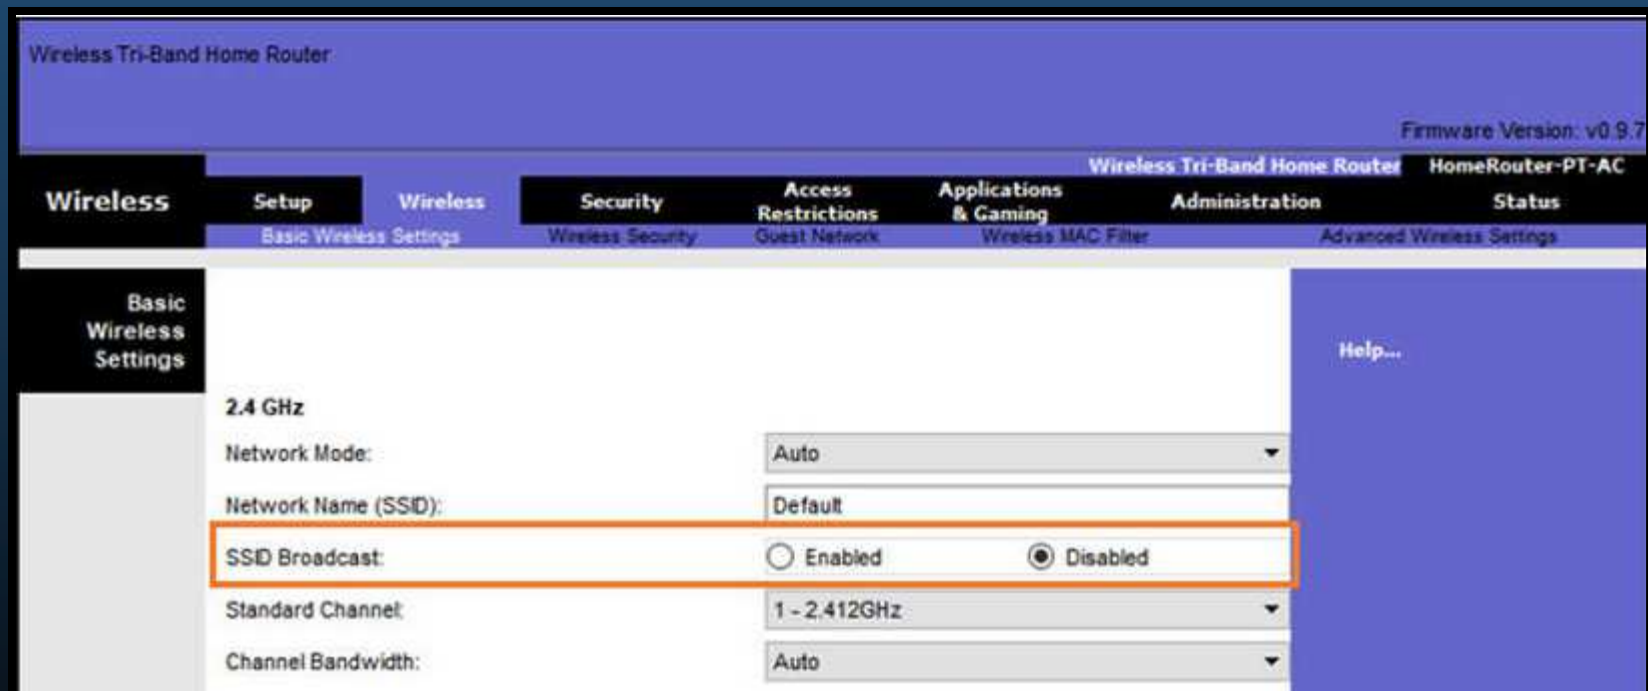 Wireless Tri-Band Home Router
Firmware Version: v0.9.7
Wireless Tri-Band Home Router HomeRouter-PT-AC
Wireless Setup Wireless Security Access Restrictions Applications & Gaming Administration Status
Basic Wireless Settings Wireless Security Guest Network Wireless MAC Filter Advanced Wireless Settings
Basic
Wireless
Settings
Help...
2.4 GHz
Network Mode: Auto
Network Name (SSID): Default
SSID Broadcast: Enabled Disabled
Standard Channel: 1 - 2.412GHz
Channel Bandwidth: Auto